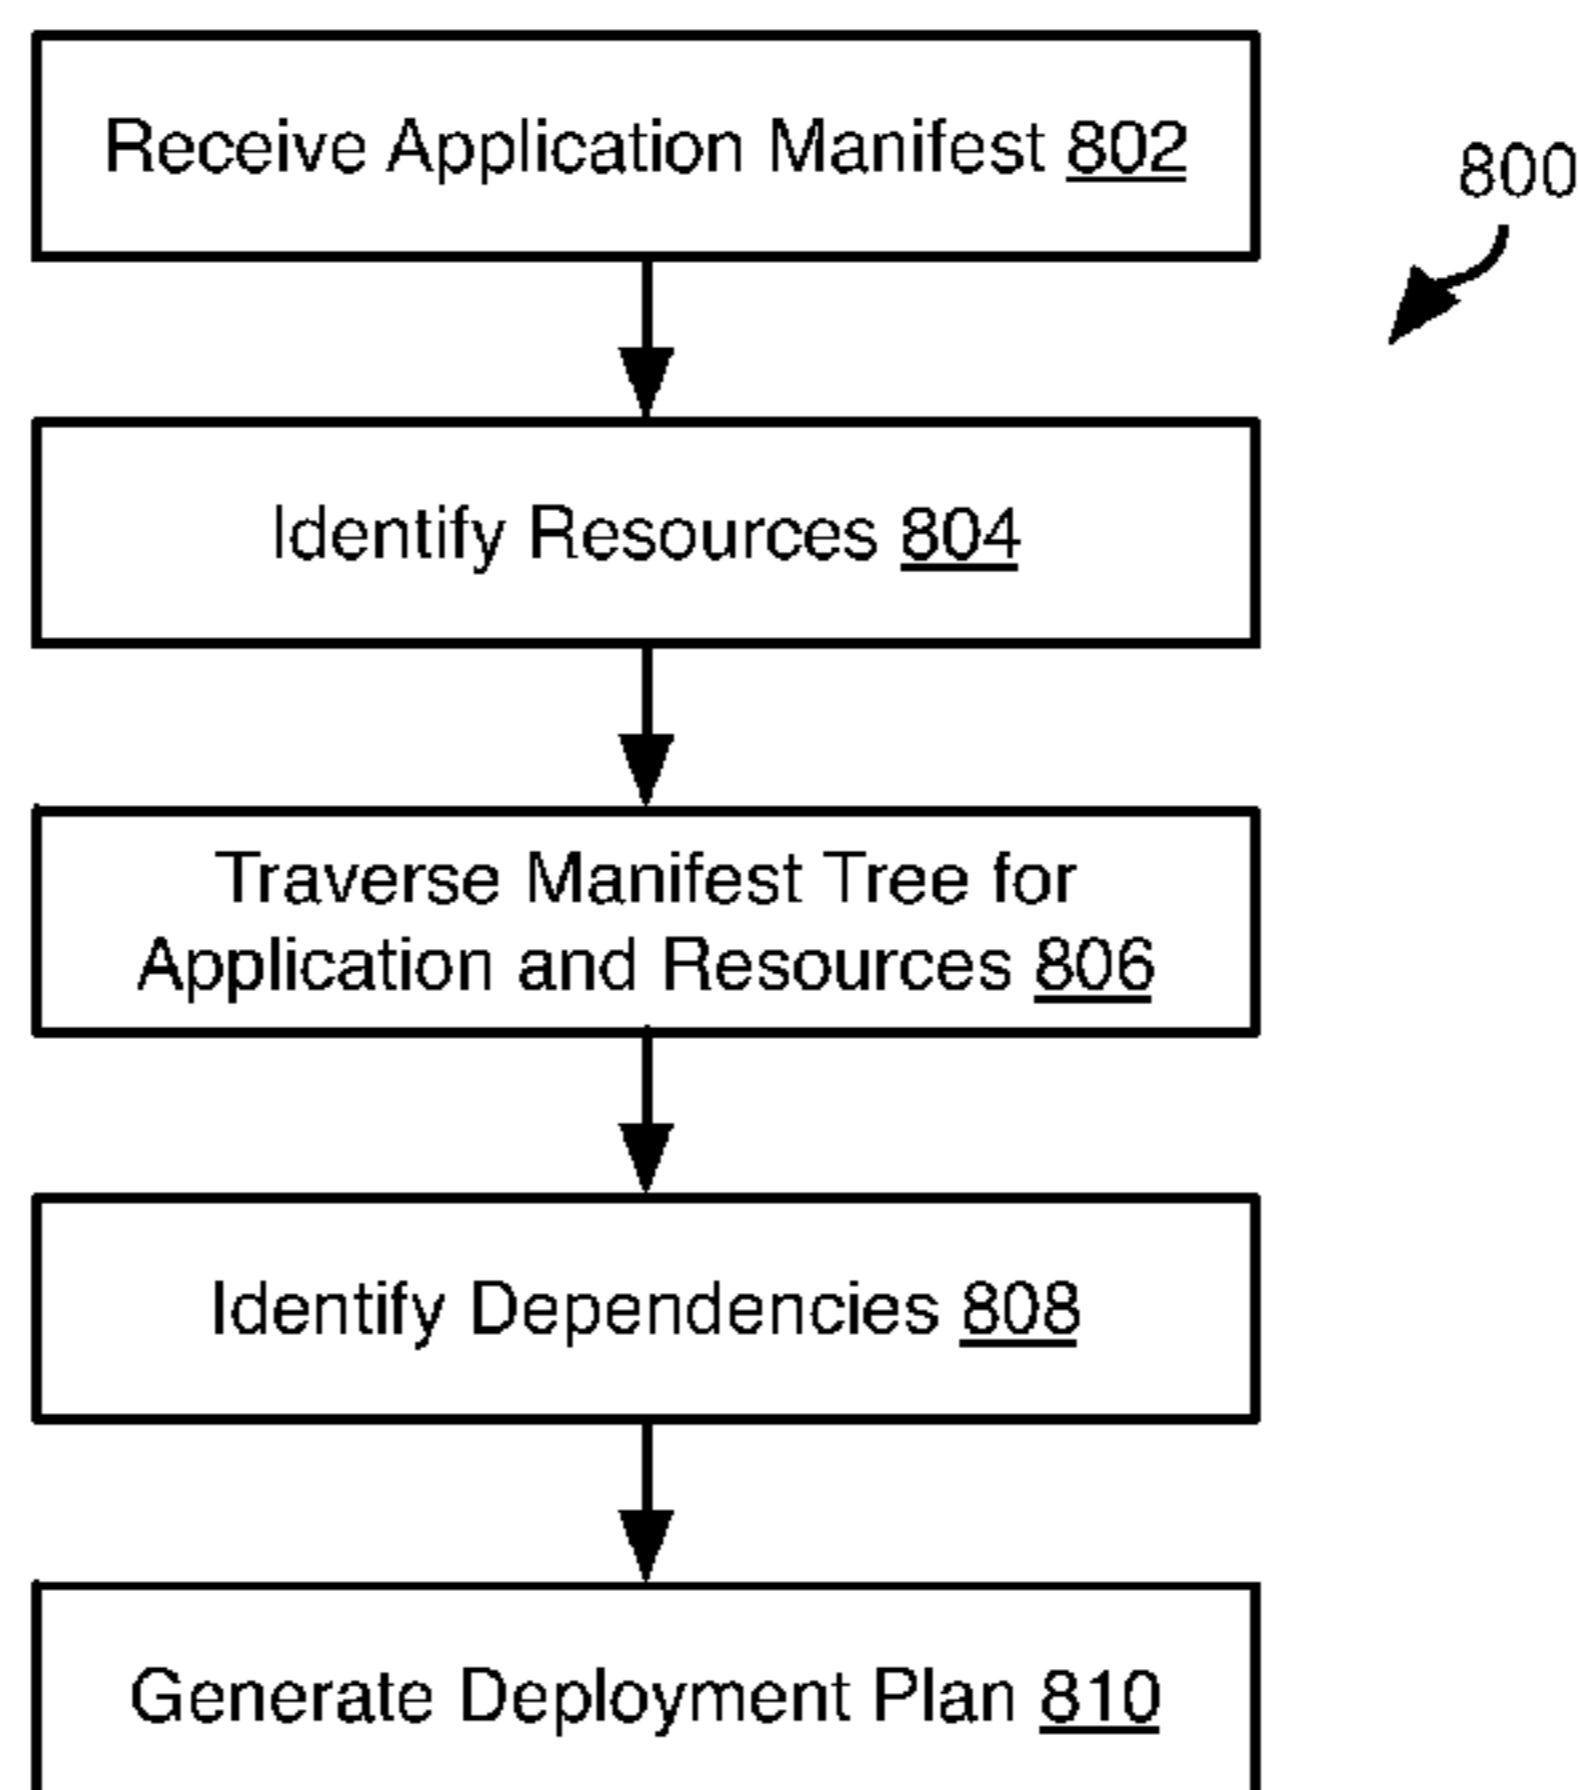 Receive Application Manifest 802
800
Identify Resources 804
Traverse Manifest Tree for
Application and Resources 806
Identify Dependencies 808
Generate Deployment Plan 810